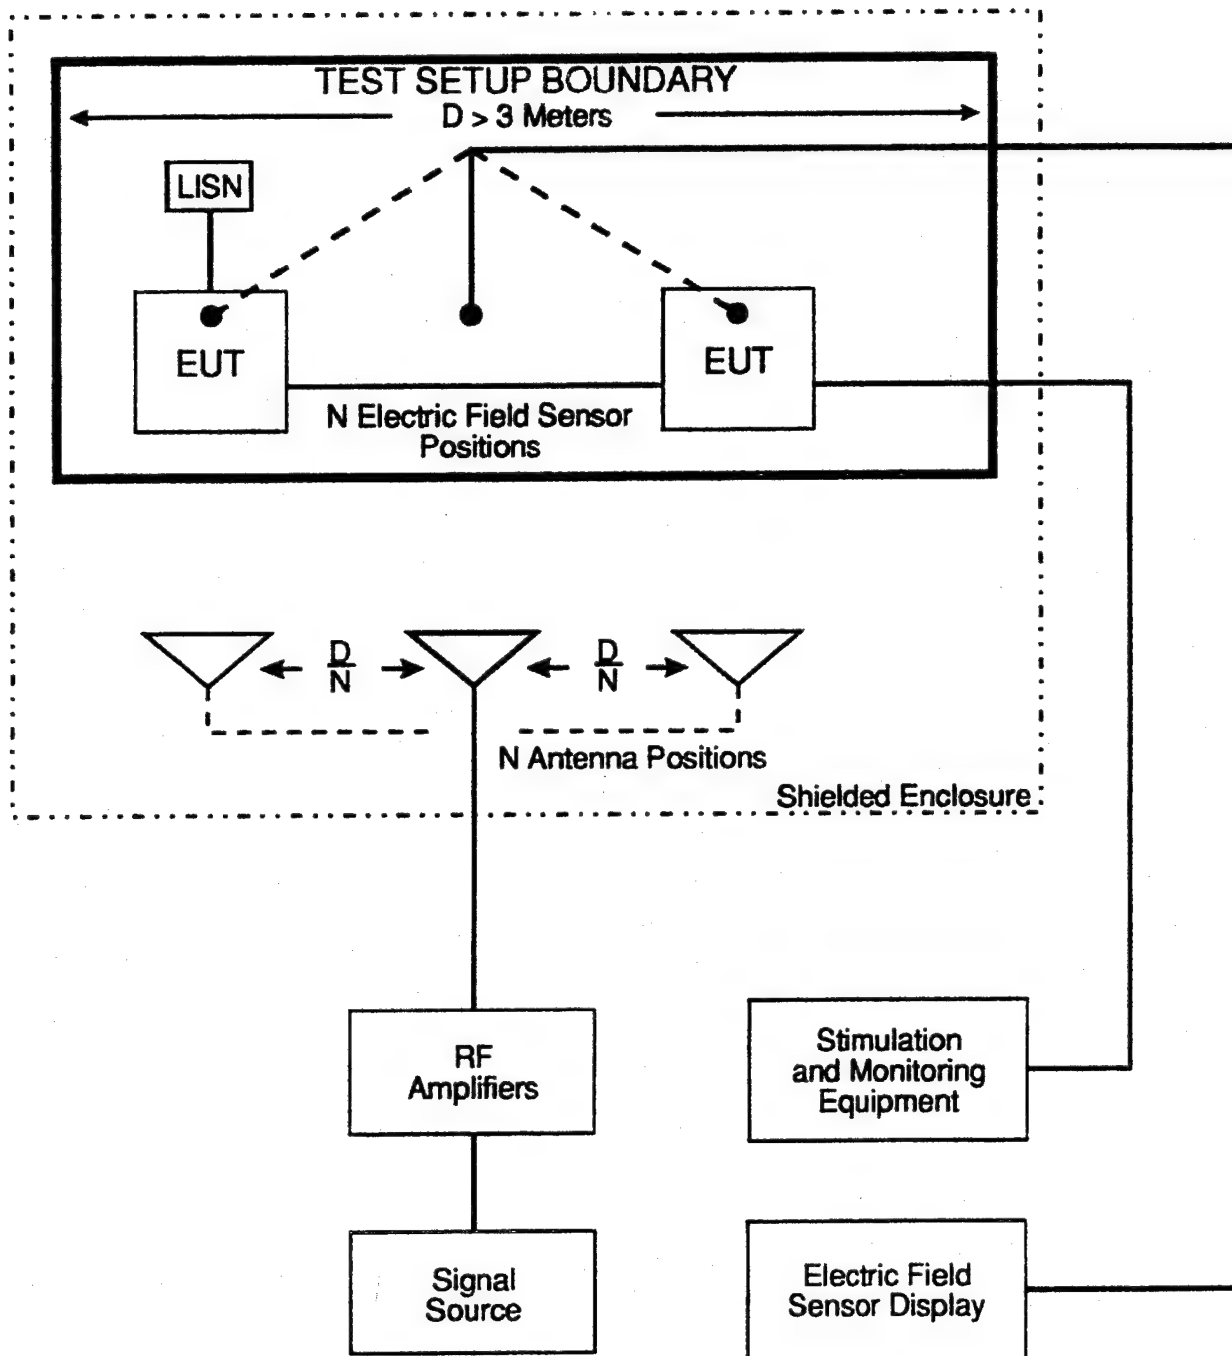 TEST SETUP BOUNDARY
D > 3 Meters
LISN
EUT
EUT
N Electric Field Sensor
Positions
D
N
D
N
N Antenna Positions
Shielded Enclosure
RF
Amplifiers
Stimulation
and Monitoring
Equipment
Signal
Source
Electric Field
Sensor Display